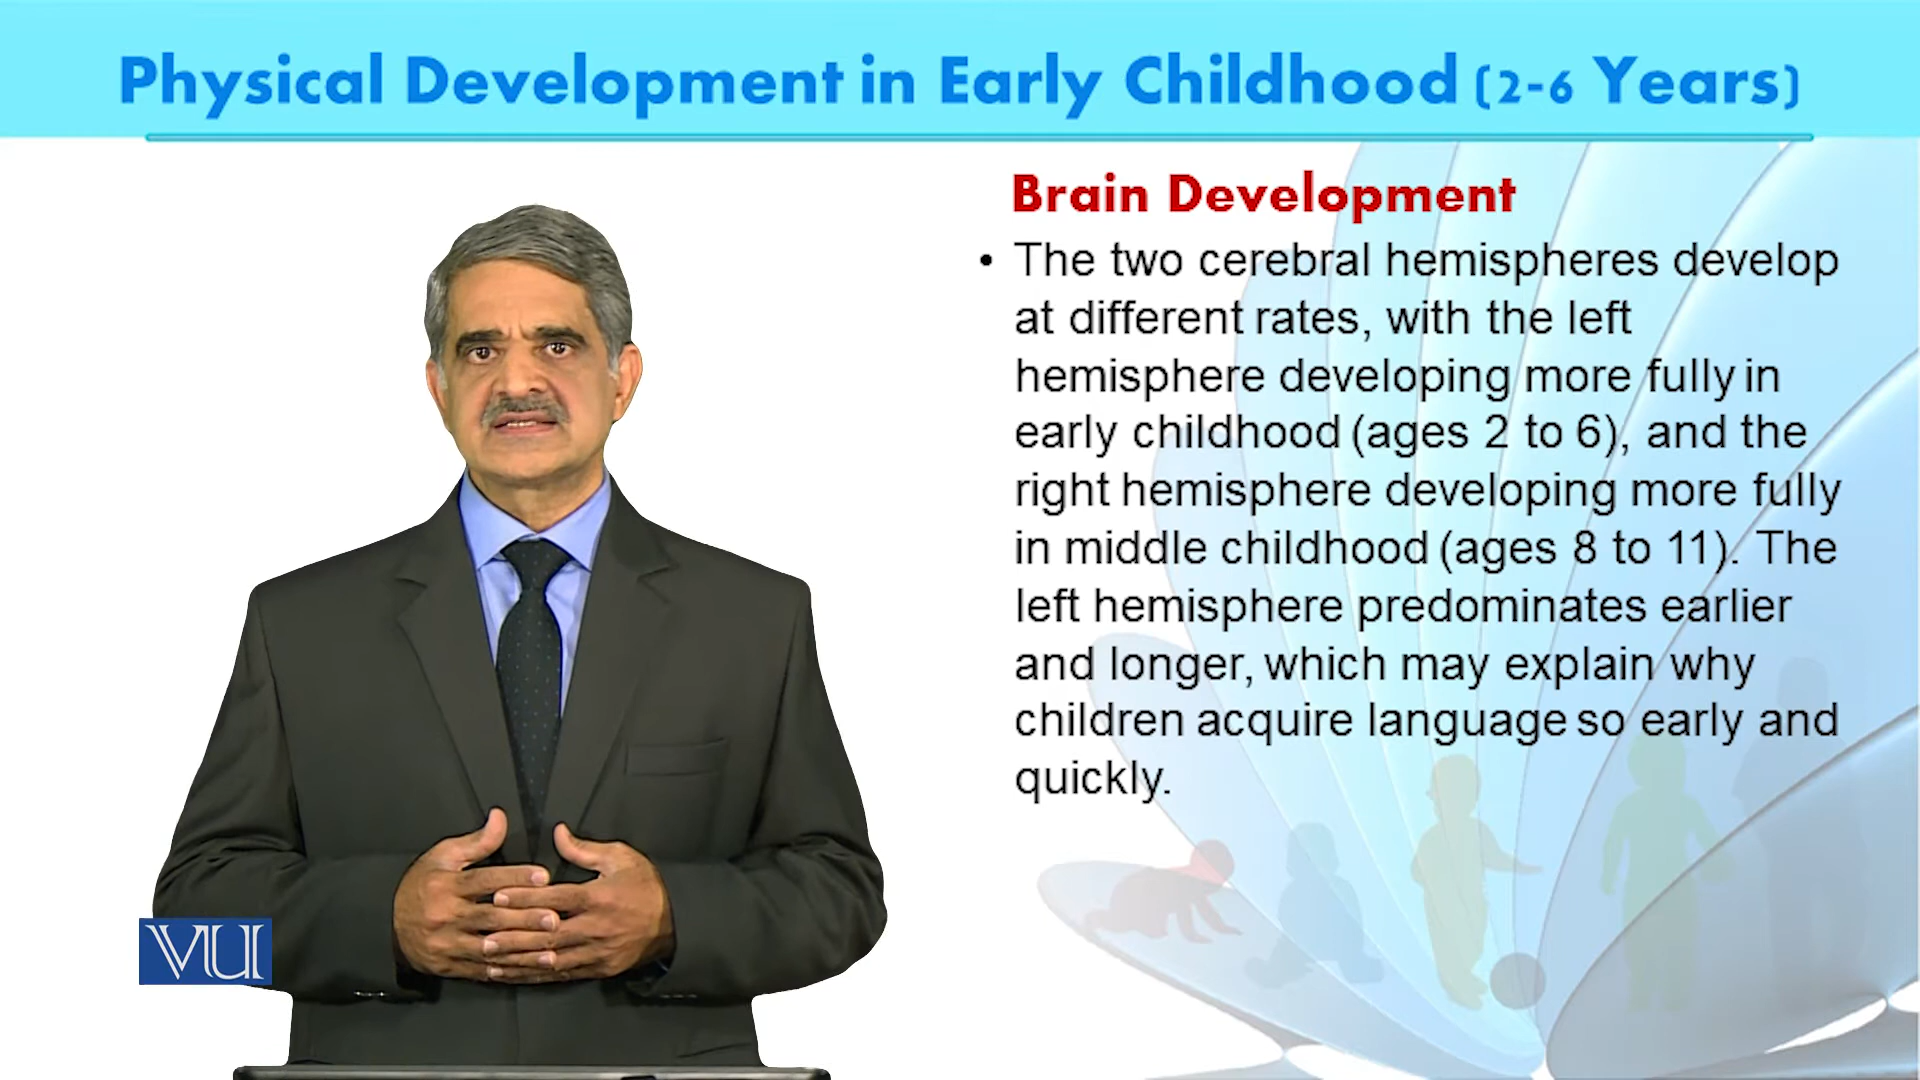 Physical Development in Early Childhood (2-6 Years)
Brain Development
• The two cerebral hemispheres develop
at different rates, with the left
hemisphere developing more fully in
early childhood (ages 2 to 6), and the
right hemisphere developing more fully
in middle childhood (ages 8 to 11). The
left hemisphere predominates earlier
and longer, which may explain why
children acquire language so early and
quickly.
VU